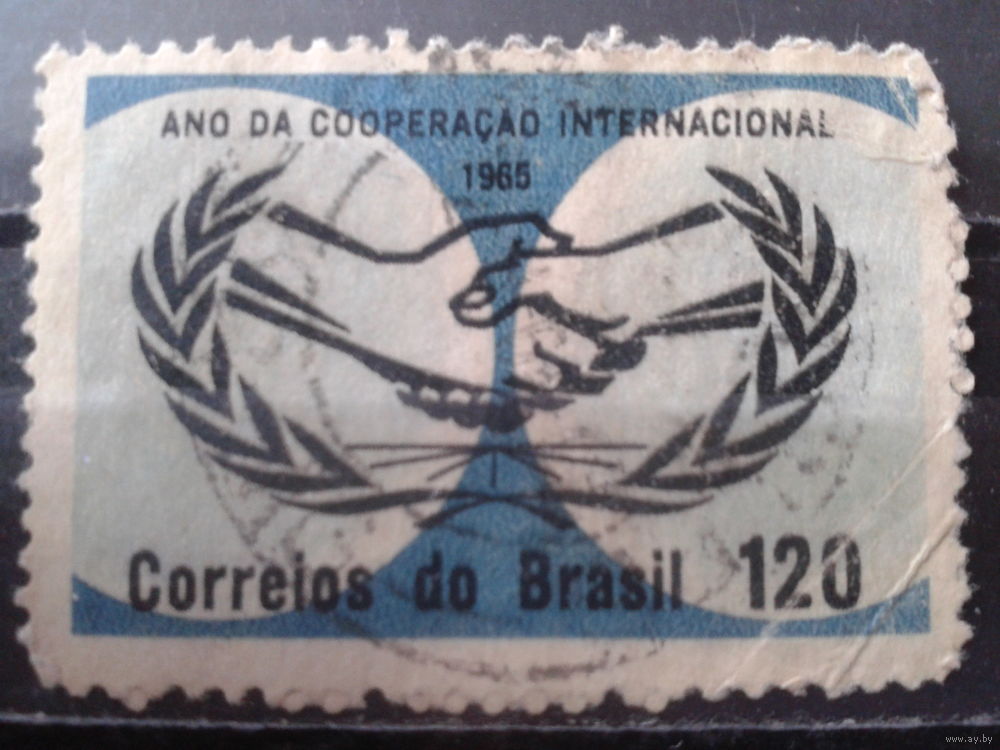 ANO DA COOPERAÇÃO INTERNACIONAL
1965
Correios do Brasil 120
www.ay.by